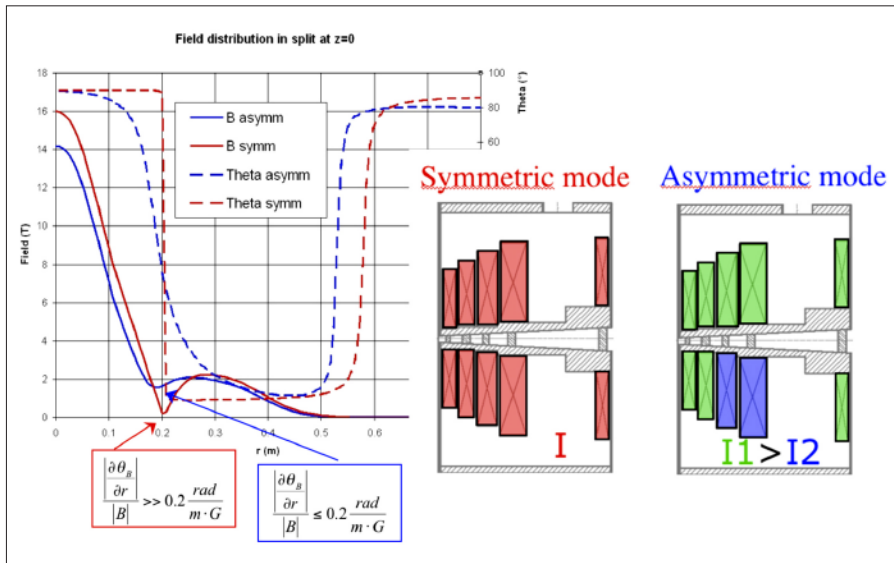 Field distribution in split at z=0
18
16
14
12
10
8
6
4
2
0
Field (T)
100
80
60
Theta (°)
B asymm
B symm
Theta asymm
Theta symm
0
0.1
0.2
0.3
0.4
0.5
0.6
r (m)
|∂θ_B/∂r| / |B| >> 0.2 rad / m·G
|∂θ_B/∂r| / |B| ≤ 0.2 rad / m·G
Symmetric mode
I
Asymmetric mode
I1>I2